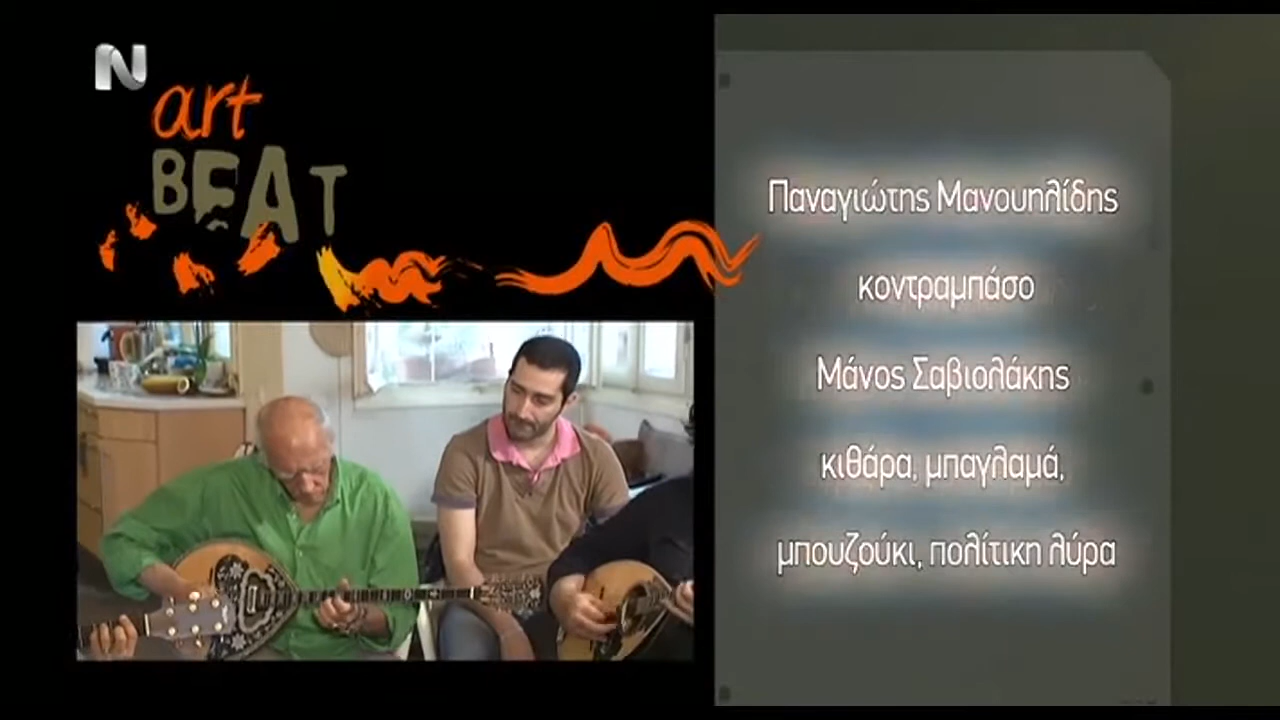 N
art
BEAT
Παναγιώτης Μανουηλίδης
κοντραμπάσο
Μάνος Σαβιολάκης
κιθάρα, μπαγλαμά,
μπουζούκι, πολίτικη λύρα